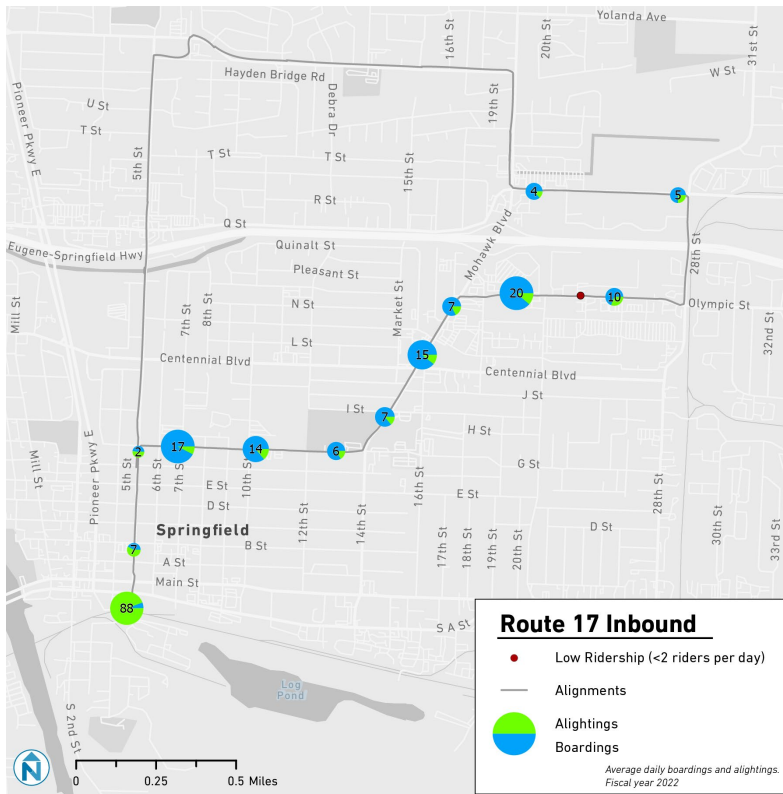 Yolanda Ave
16th St
20th St
31st St
W St
Hayden Bridge Rd
Pioneer Pkwy E
U St
T St
Debra Dr
19th St
5th St
T St
T St
15th St
R St
4
5
Q St
Mohawk Blvd
Quinalt St
28th St
Eugene-Springfield Hwy
Pleasant St
Mill St
7th St
8th St
N St
Market St
20
10
7
Olympic St
L St
32nd St
15
Centennial Blvd
Centennial Blvd
J St
I St
7
H St
Mill St
Pioneer Pkwy E
2
17
14
6
5th St
6th St
7th St
10th St
G St
16th St
28th St
E St
E St
D St
12th St
14th St
Springfield
D St
30th St
33rd St
17th St
18th St
19th St
20th St
7
B St
A St
Main St
88
S A St
Log
Pond
S 2nd St
Route 17 Inbound
Low Ridership (<2 riders per day)
Alignments
Alightings
Boardings
Average daily boardings and alightings.
Fiscal year 2022
N
0 0.25 0.5 Miles